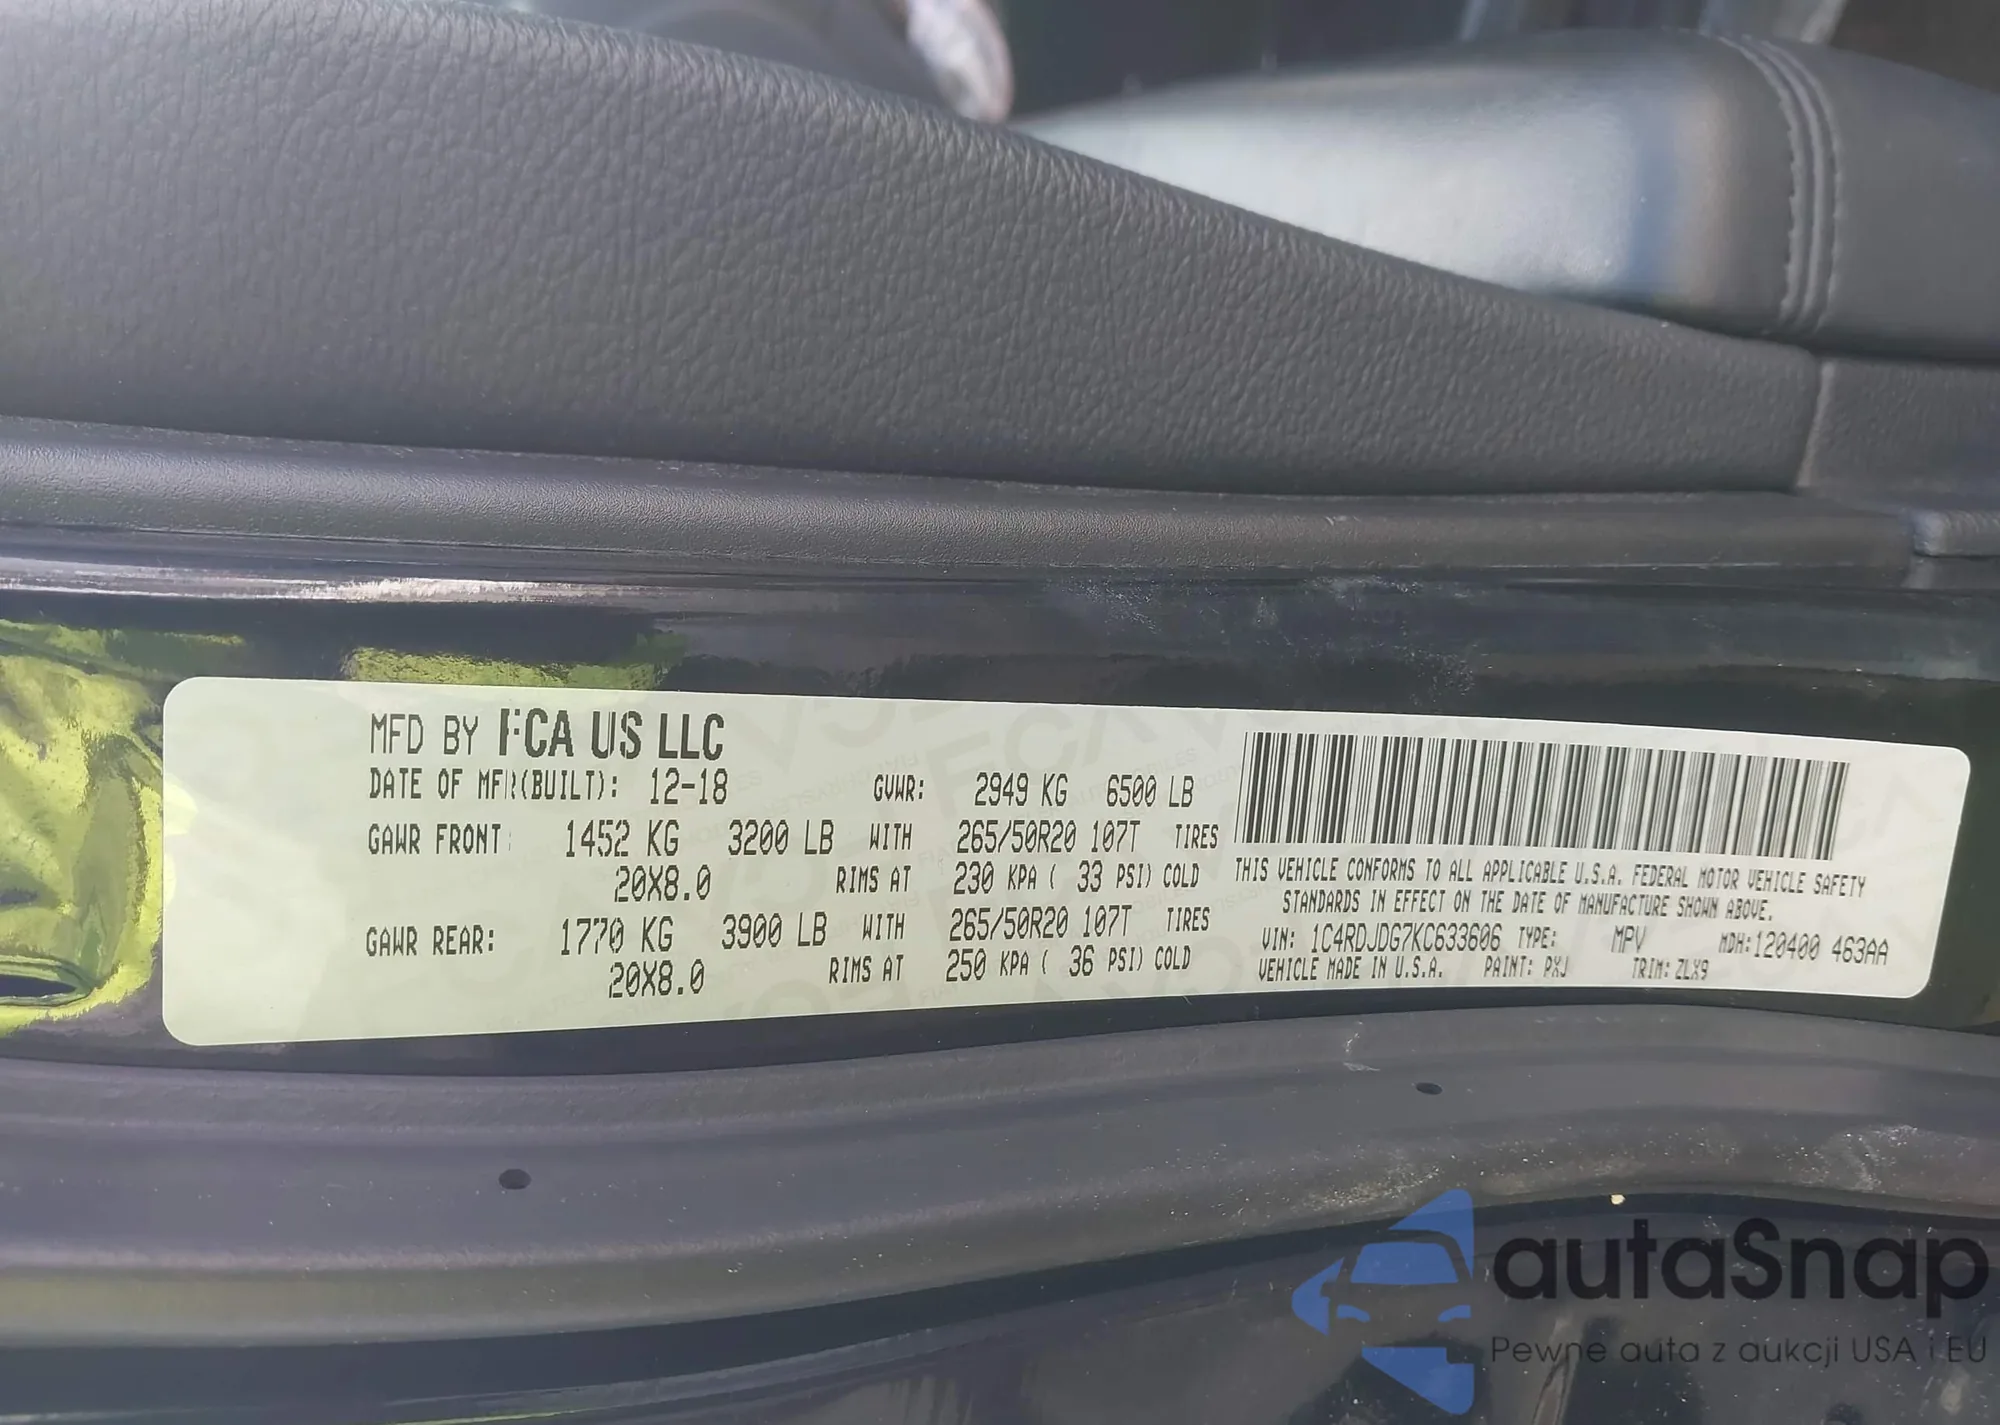 MFD BY FCA US LLC
DATE OF MFR(BUILT): 12-18 GVWR: 2949 KG 6500 LB
GAWR FRONT: 1452 KG 3200 LB WITH 265/50R20 107T TIRES
20X8.0 RIMS AT 230 KPA ( 33 PSI) COLD
GAWR REAR: 1770 KG 3900 LB WITH 265/50R20 107T TIRES
20X8.0 RIMS AT 250 KPA ( 36 PSI) COLD
THIS VEHICLE CONFORMS TO ALL APPLICABLE U.S.A. FEDERAL MOTOR VEHICLE SAFETY
STANDARDS IN EFFECT ON THE DATE OF MANUFACTURE SHOWN ABOVE.
VIN: 1C4RDJDG7KC633606 TYPE: MPV MDH:120400 463AA
VEHICLE MADE IN U.S.A. PAINT: PXJ TRIM: ZLX9
autaSnap
Pewne auta z aukcji USA i EU